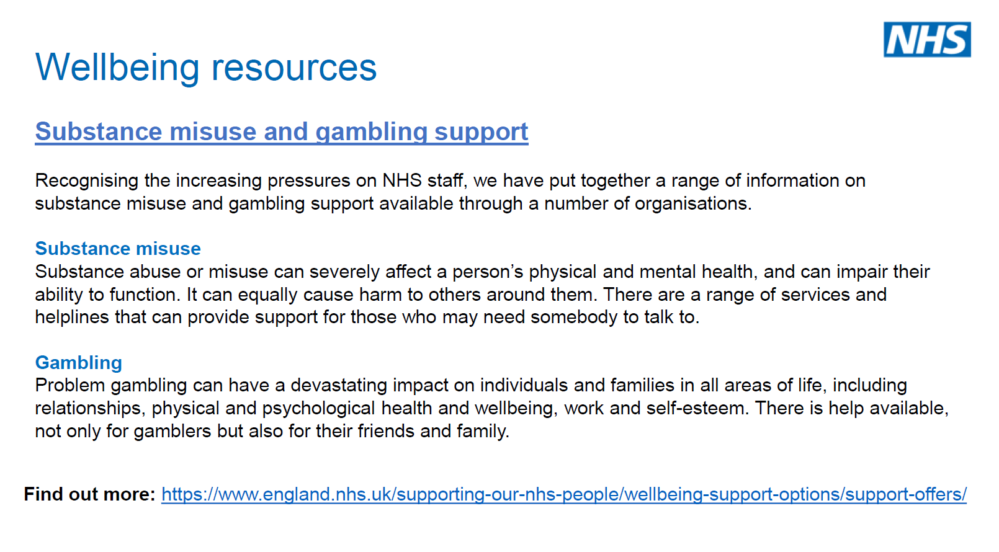 NHS
Wellbeing resources
Substance misuse and gambling support
Recognising the increasing pressures on NHS staff, we have put together a range of information on
substance misuse and gambling support available through a number of organisations.
Substance misuse
Substance abuse or misuse can severely affect a person’s physical and mental health, and can impair their
ability to function. It can equally cause harm to others around them. There are a range of services and
helplines that can provide support for those who may need somebody to talk to.
Gambling
Problem gambling can have a devastating impact on individuals and families in all areas of life, including
relationships, physical and psychological health and wellbeing, work and self-esteem. There is help available,
not only for gamblers but also for their friends and family.
Find out more: https://www.england.nhs.uk/supporting-our-nhs-people/wellbeing-support-options/support-offers/